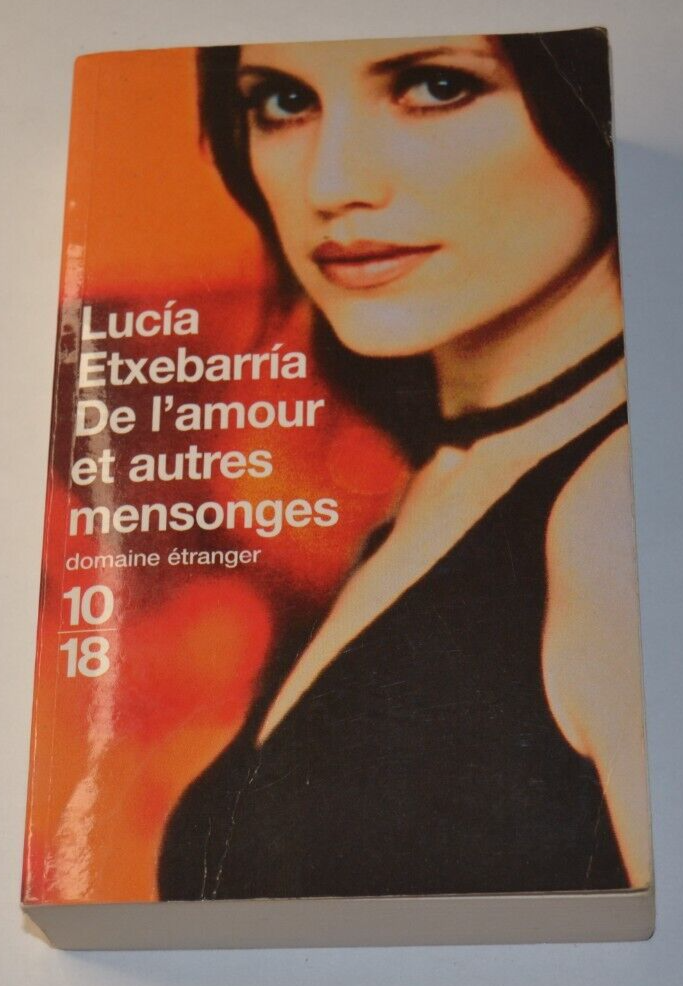 Lucía
Etxebarría
De l'amour
et autres
mensonges
domaine étranger
10
18